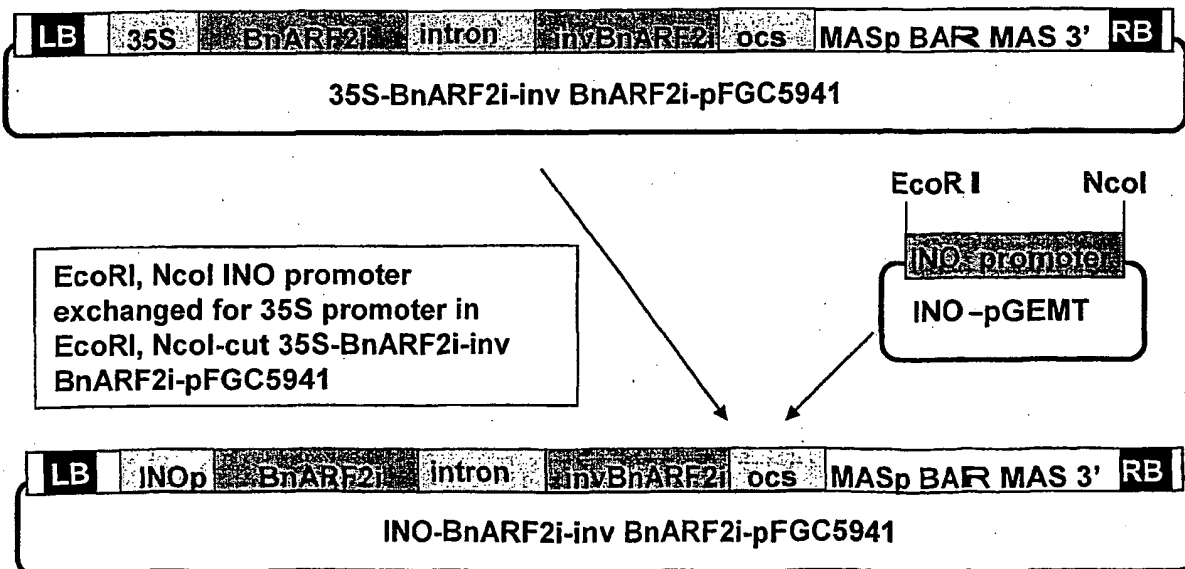 LB 35S BnARF2i intron invBnARF2i ocs MASp BAR MAS 3' RB
35S-BnARF2i-inv BnARF2i-pFGC5941
EcoR I NcoI
INO promoter
INO-pGEMT
EcoRI, NcoI INO promoter
exchanged for 35S promoter in
EcoRI, NcoI-cut 35S-BnARF2i-inv
BnARF2i-pFGC5941
LB INOp BnARF2i intron invBnARF2i ocs MASp BAR MAS 3' RB
INO-BnARF2i-inv BnARF2i-pFGC5941